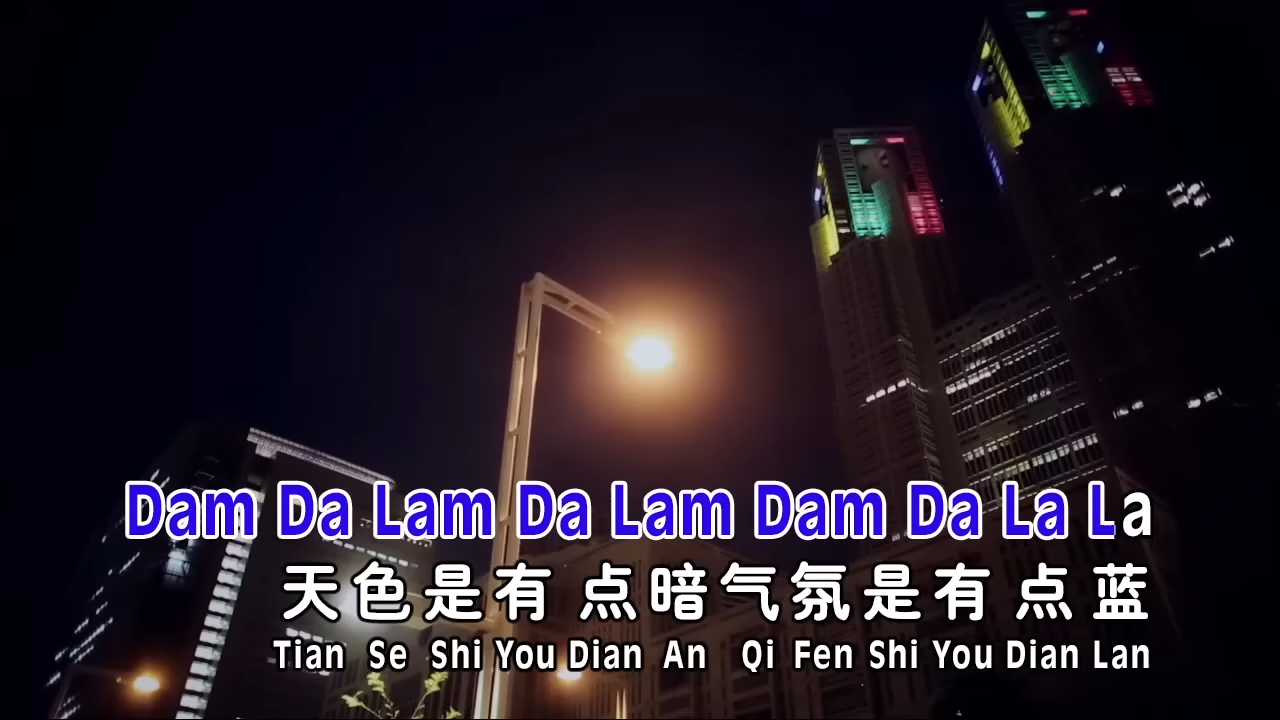 Dam Da Lam Da Lam Dam Da La La
天色是有点暗气氛是有点蓝
Tian Se Shi You Dian An Qi Fen Shi You Dian Lan